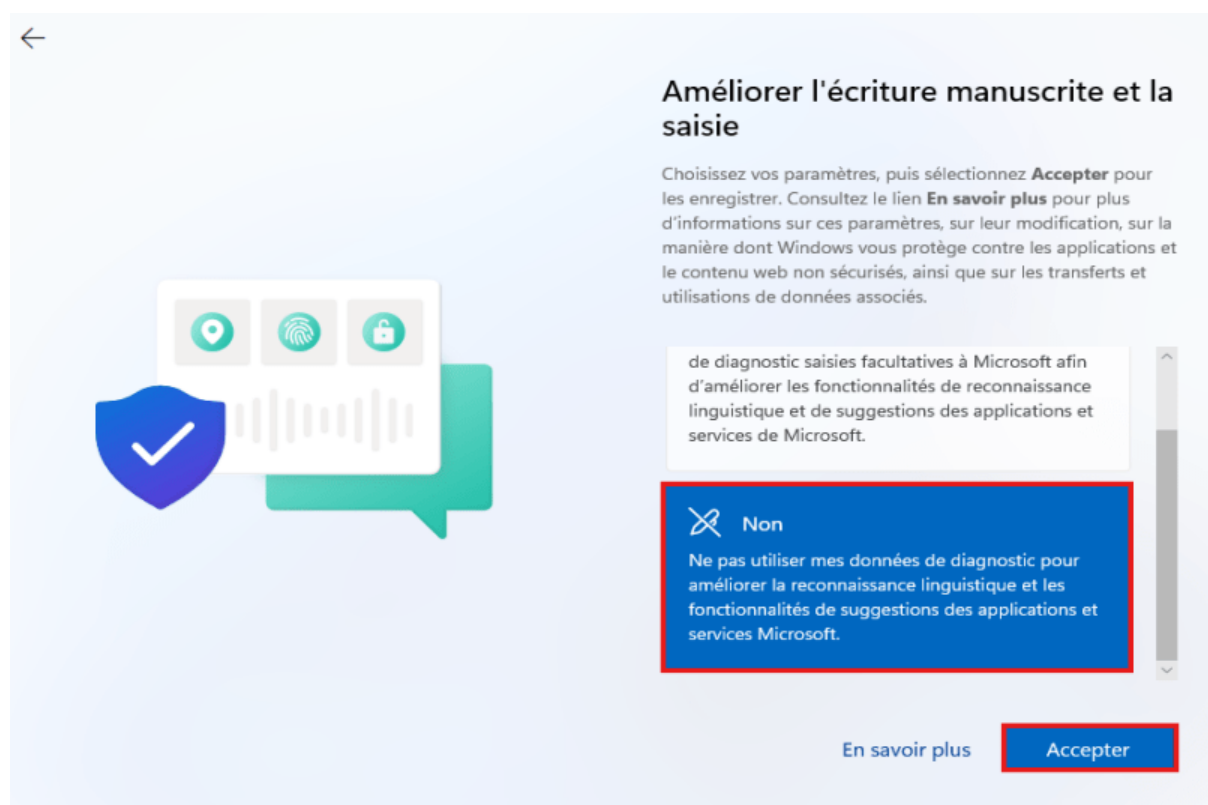 Améliorer l'écriture manuscrite et la
saisie
Choisissez vos paramètres, puis sélectionnez Accepter pour
les enregistrer. Consultez le lien En savoir plus pour plus
d'informations sur ces paramètres, sur leur modification, sur la
manière dont Windows vous protège contre les applications et
le contenu web non sécurisés, ainsi que sur les transferts et
utilisations de données associés.
de diagnostic saisies facultatives à Microsoft afin
d'améliorer les fonctionnalités de reconnaissance
linguistique et de suggestions des applications et
services de Microsoft.
Non
Ne pas utiliser mes données de diagnostic pour
améliorer la reconnaissance linguistique et les
fonctionnalités de suggestions des applications et
services Microsoft.
En savoir plus
Accepter